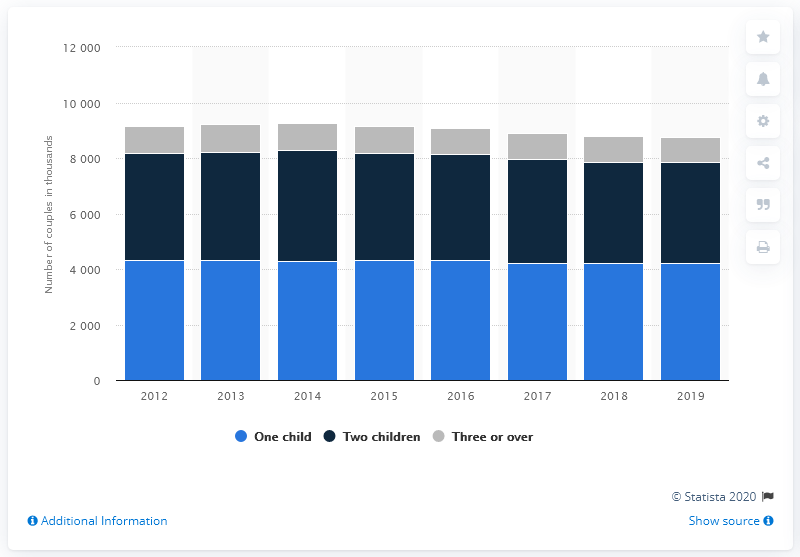 12 000
10 000
8 000
6 000
4 000
2 000
0
Number of couples in thousands
2012 2013 2014 2015 2016 2017 2018 2019
One child Two children Three or over
© Statista 2020
Additional Information Show source